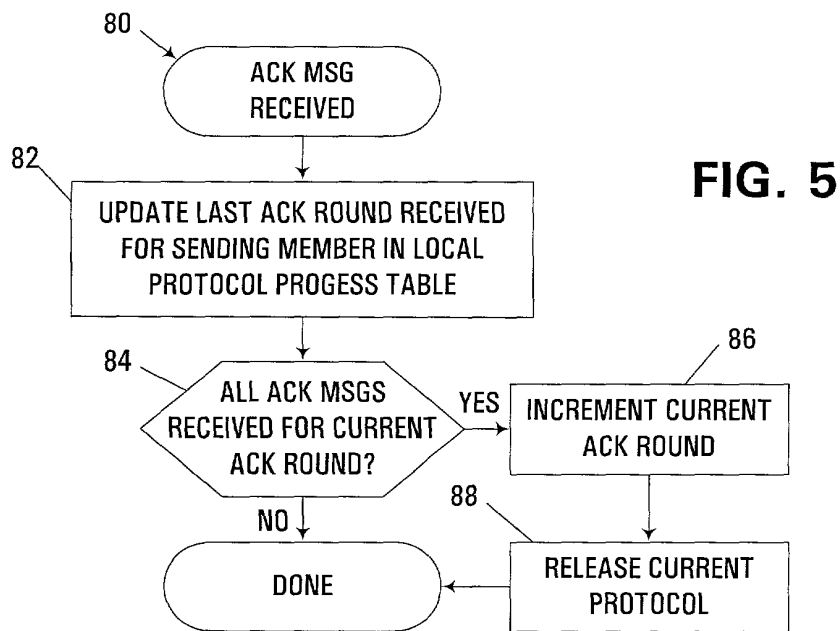 80
ACK MSG
RECEIVED
82
FIG. 5
UPDATE LAST ACK ROUND RECEIVED
FOR SENDING MEMBER IN LOCAL
PROTOCOL PROGESS TABLE
84
ALL ACK MSGS
RECEIVED FOR CURRENT
ACK ROUND?
YES
NO
86
INCREMENT CURRENT
ACK ROUND
88
RELEASE CURRENT
PROTOCOL
DONE